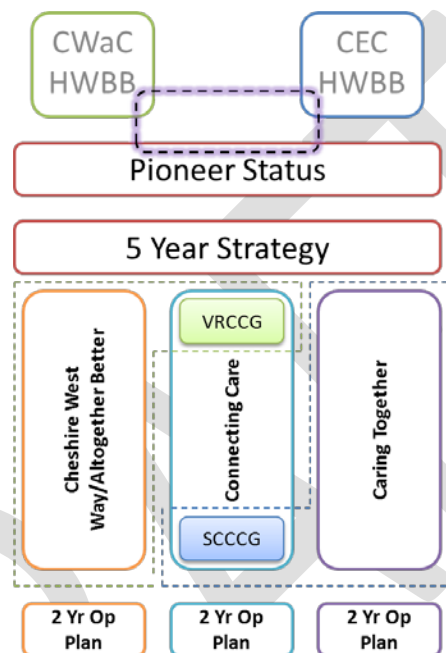 CWaC
HWBB
CEC
HWBB
Pioneer Status
5 Year Strategy
Cheshire West
Way/Altogether Better
VRCCG
Connecting Care
SCCCG
Caring Together
2 Yr Op
Plan
2 Yr Op
Plan
2 Yr Op
Plan